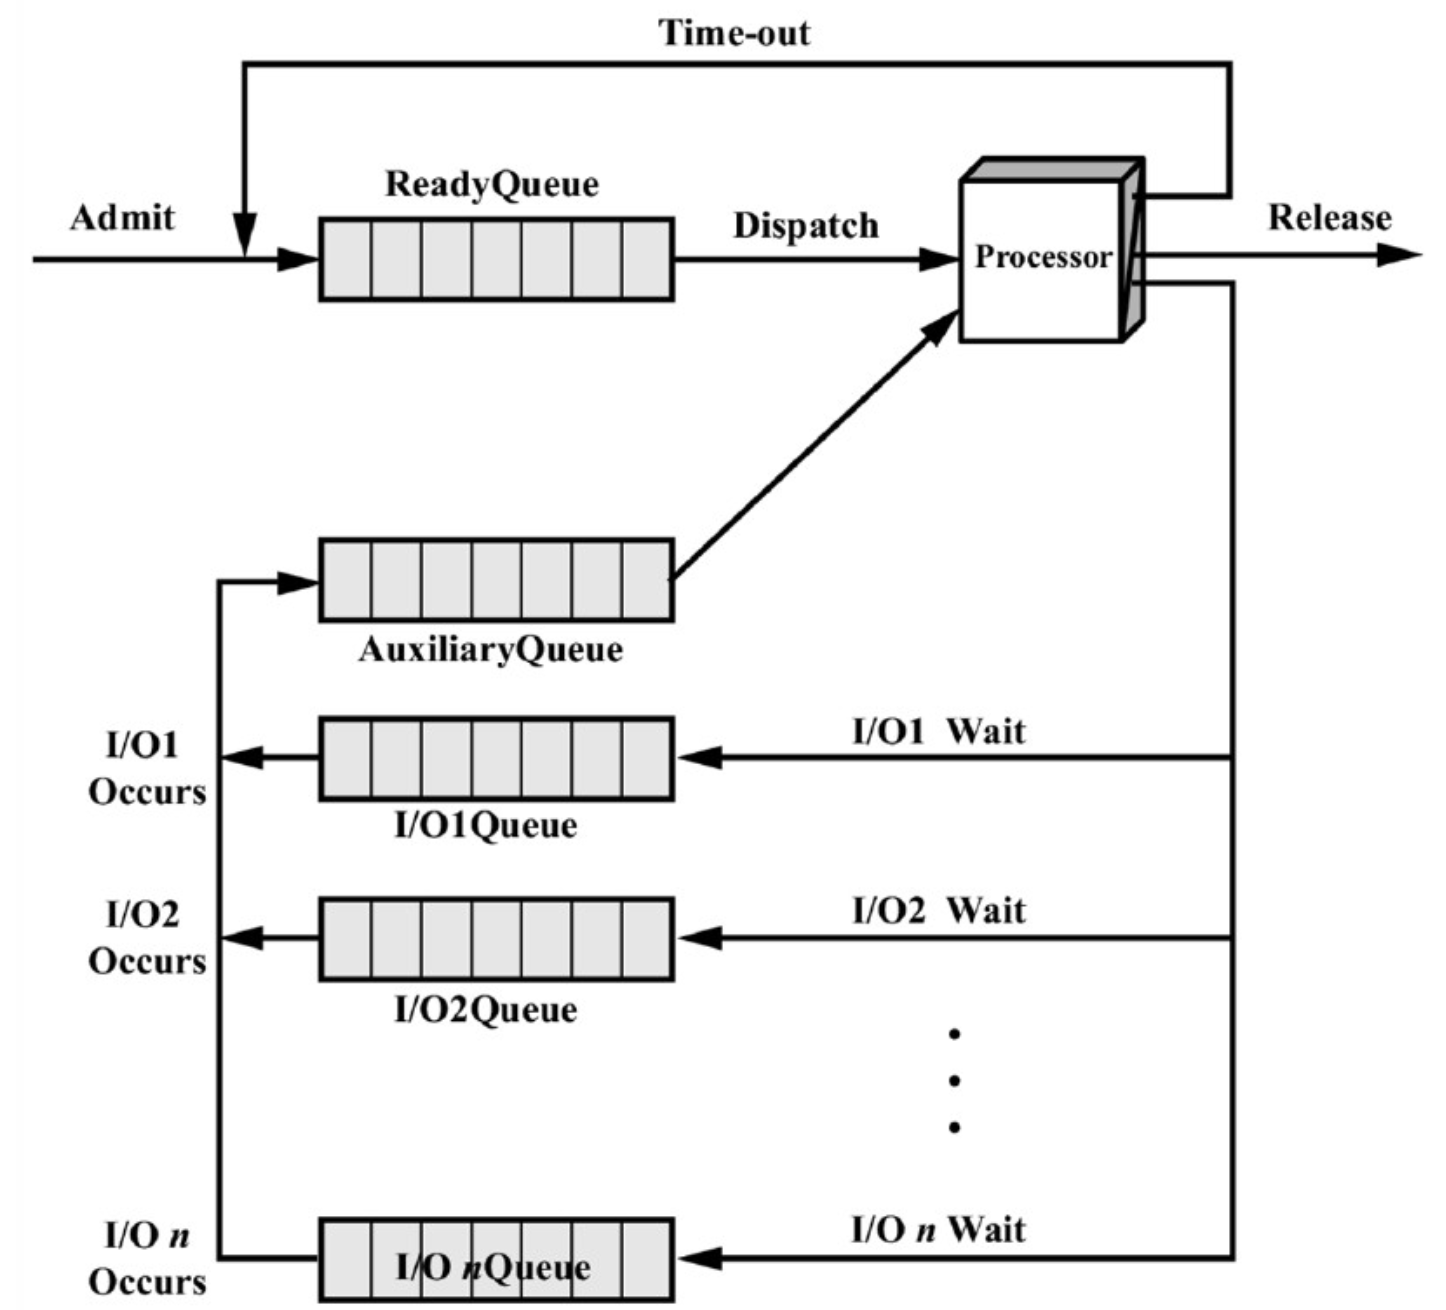 Time-out
ReadyQueue
Admit
Dispatch
Processor
Release
AuxiliaryQueue
I/O1
Occurs
I/O1 Wait
I/O1Queue
I/O2
Occurs
I/O2 Wait
I/O2Queue
I/O n
Occurs
I/O nQueue
I/O n Wait